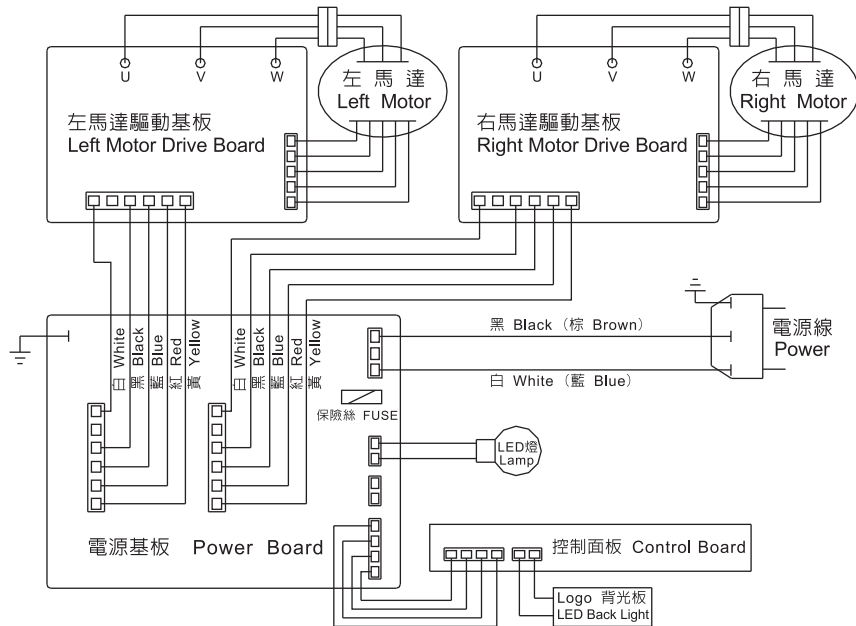 U
V
W
左馬達
Left Motor
左馬達驅動基板
Left Motor Drive Board
U
V
W
右馬達
Right Motor
右馬達驅動基板
Right Motor Drive Board
白 White
黑 Black
藍 Blue
紅 Red
黃 Yellow
白 White
黑 Black
藍 Blue
紅 Red
黃 Yellow
黑 Black (棕 Brown)
白 White (藍 Blue)
電源線
Power
保險絲 FUSE
LED燈
Lamp
電源基板 Power Board
控制面板 Control Board
Logo 背光板
LED Back Light